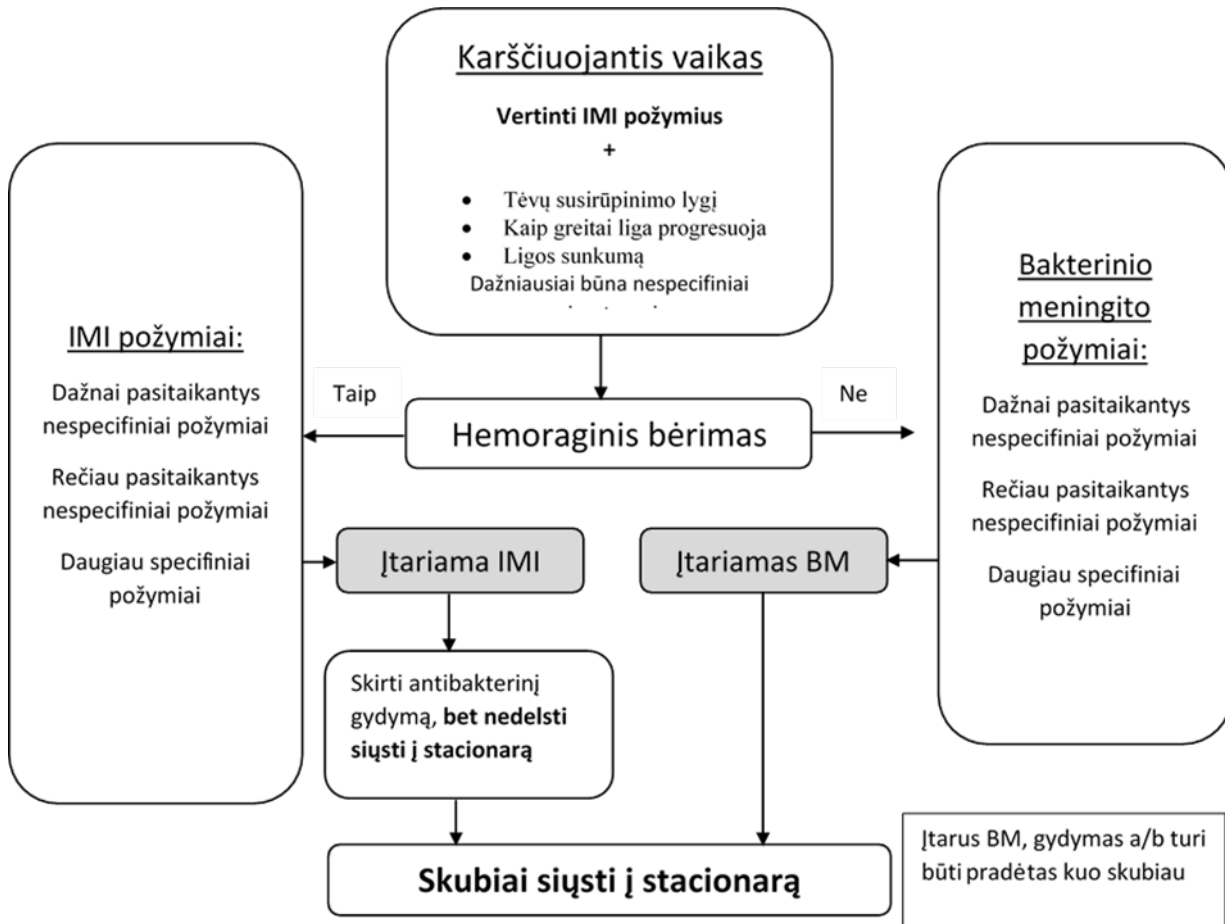 Karščiuojantis vaikas
Vertinti IMI požymius
+
• Tėvų susirūpinimo lygį
• Kaip greitai liga progresuoja
• Ligos sunkumą
Dažniausiai būna nespecifiniai
IMI požymiai:
Dažnai pasitaikantys
nespecifiniai požymiai
Rečiau pasitaikantys
nespecifiniai požymiai
Daugiau specifiniai
požymiai
Taip
Hemoraginis bėrimas
Ne
Bakterinio
meningito
požymiai:
Dažnai pasitaikantys
nespecifiniai požymiai
Rečiau pasitaikantys
nespecifiniai požymiai
Daugiau specifiniai
požymiai
Įtariama IMI
Įtariamas BM
Skirti antibakterinį
gydymą, bet nedelsti
siųsti į stacionarą
Skubiai siųsti į stacionarą
Įtarus BM, gydymas a/b turi
būti pradėtas kuo skubiau